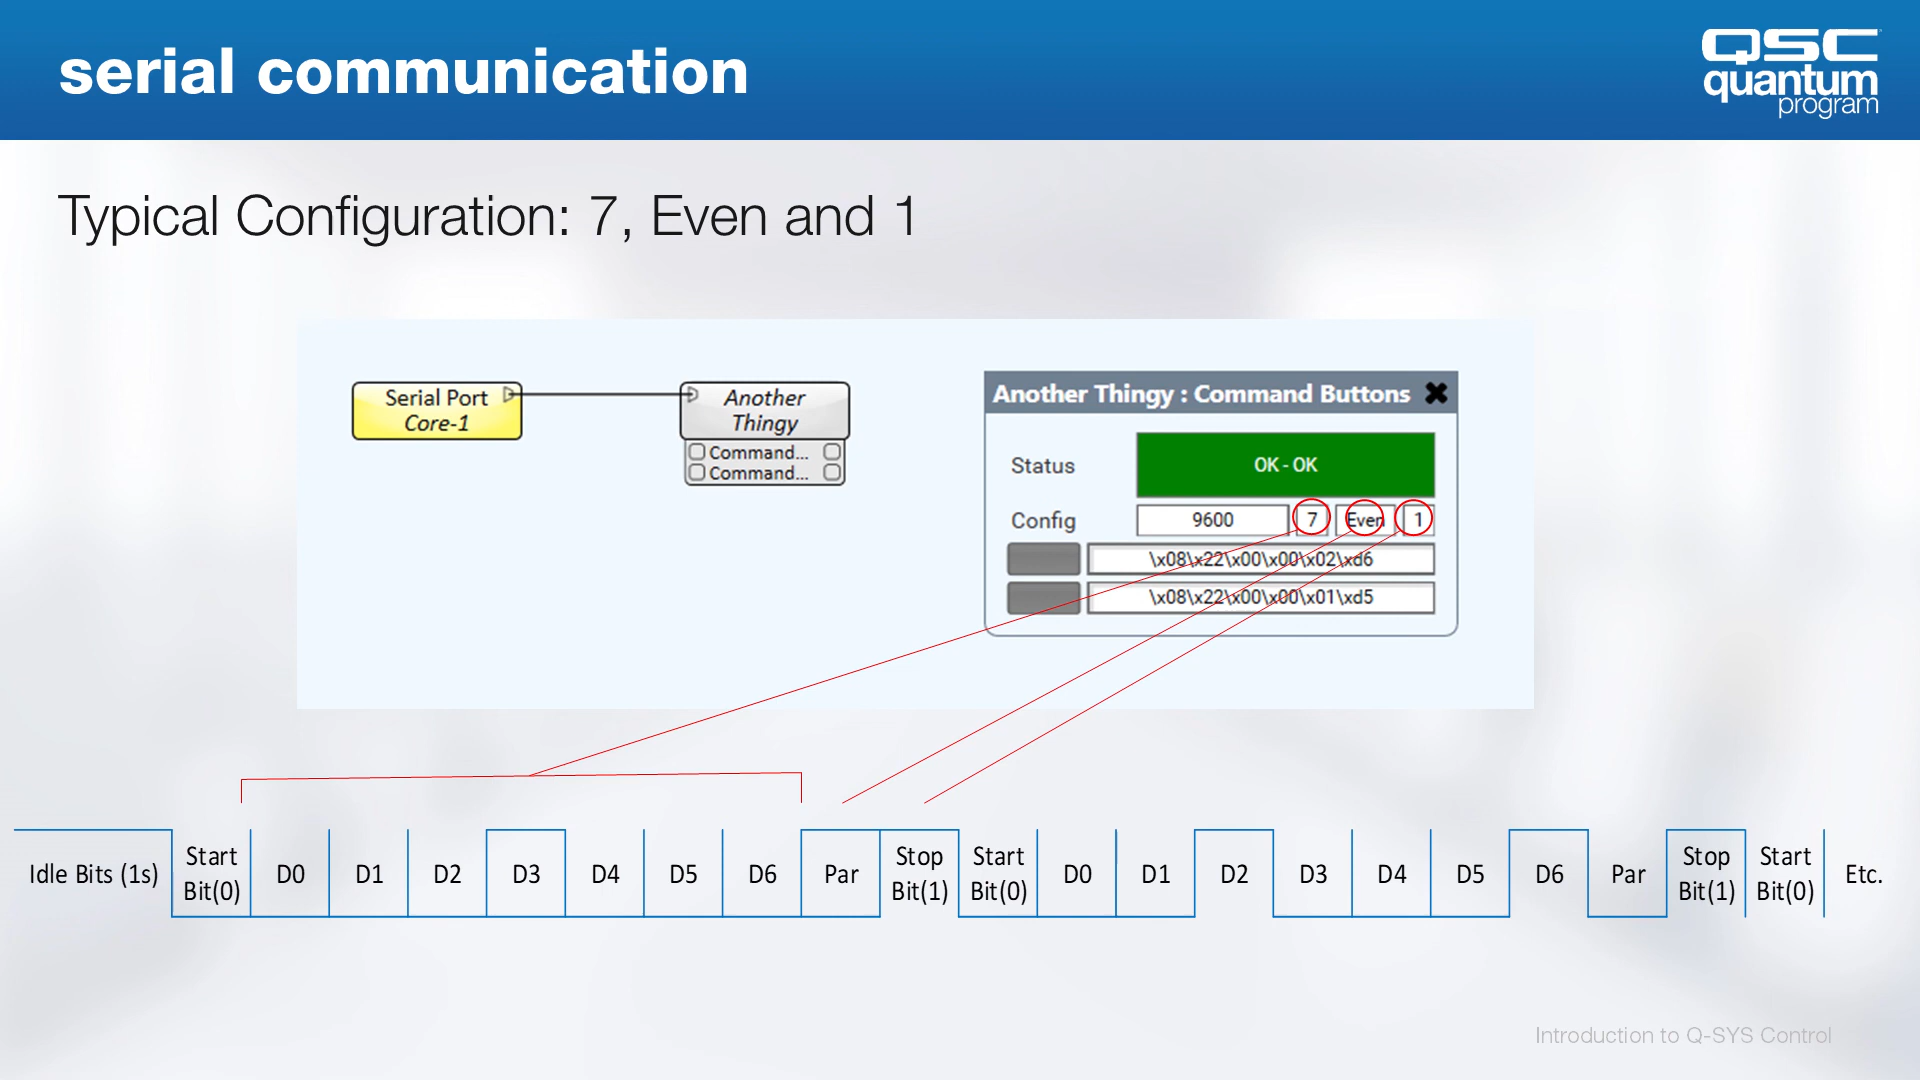 serial communication
QSC
quantum
program
Typical Configuration: 7, Even and 1
Serial Port
Core-1
Another
Thingy
Command...
Command...
Another Thingy : Command Buttons
Status
OK - OK
Config
9600
7
Even
1
\x08\x22\x00\x00\x02\xd6
\x08\x22\x00\x00\x01\xd5
Idle Bits (1s)
Start
Bit(0)
D0
D1
D2
D3
D4
D5
D6
Par
Stop
Bit(1)
Start
Bit(0)
D0
D1
D2
D3
D4
D5
D6
Par
Stop
Bit(1)
Start
Bit(0)
Etc.
Introduction to Q-SYS Control